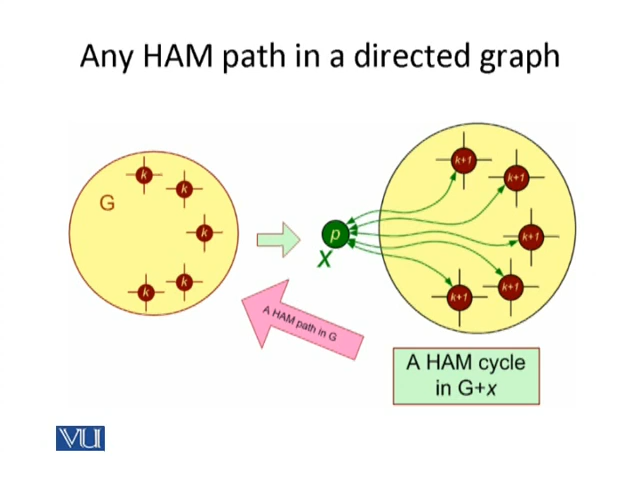 Any HAM path in a directed graph
G
k
k
k
k
k
p
X
k+1
k+1
k+1
k+1
k+1
A HAM path in G
A HAM cycle
in G+x
VU